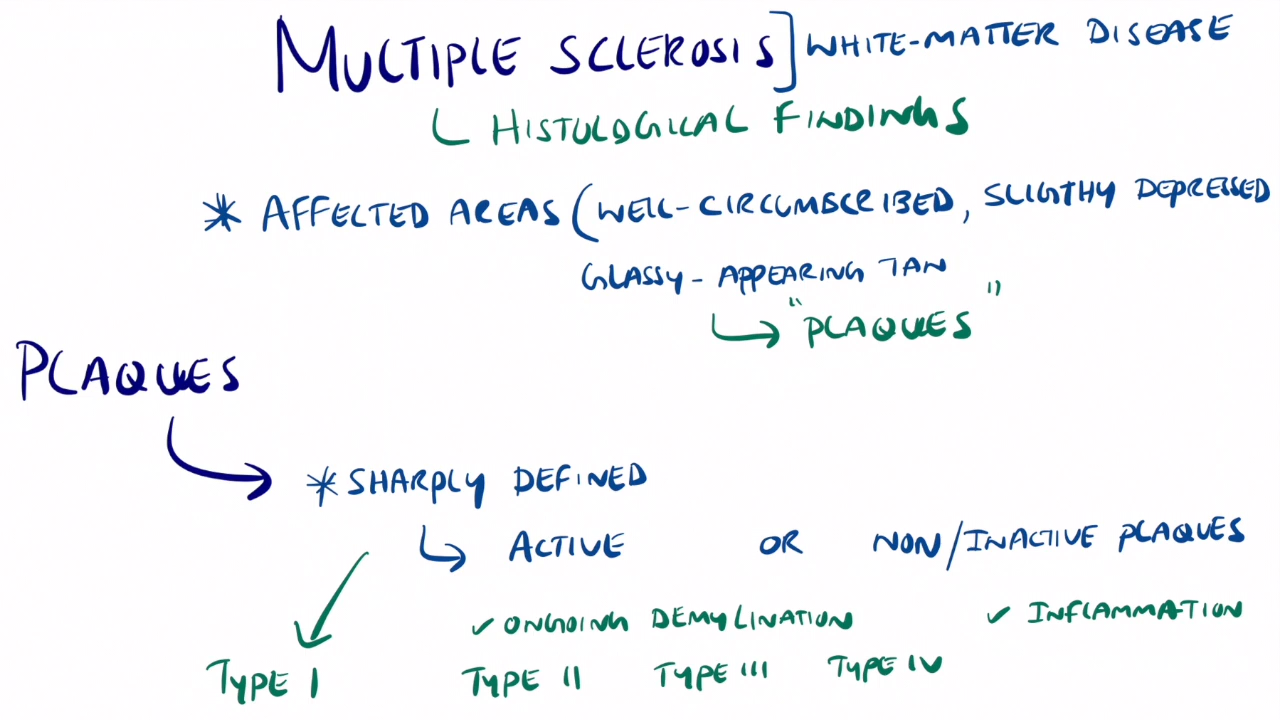 MULTIPLE SCLEROSIS] WHITE-MATTER DISEASE
HISTOLOGICAL FINDINGS
* AFFECTED AREAS (WELL-CIRCUMSCRIBED, SLIGTHY DEPRESSED
GLASSY-APPEARING TAN
"PLAQUES"
PLAQUES
* SHARPLY DEFINED
ACTIVE OR NON/INACTIVE PLAQUES
✓ ONGOING DEMYLINATION ✓ INFLAMMATION
TYPE I TYPE II TYPE III TYPE IV